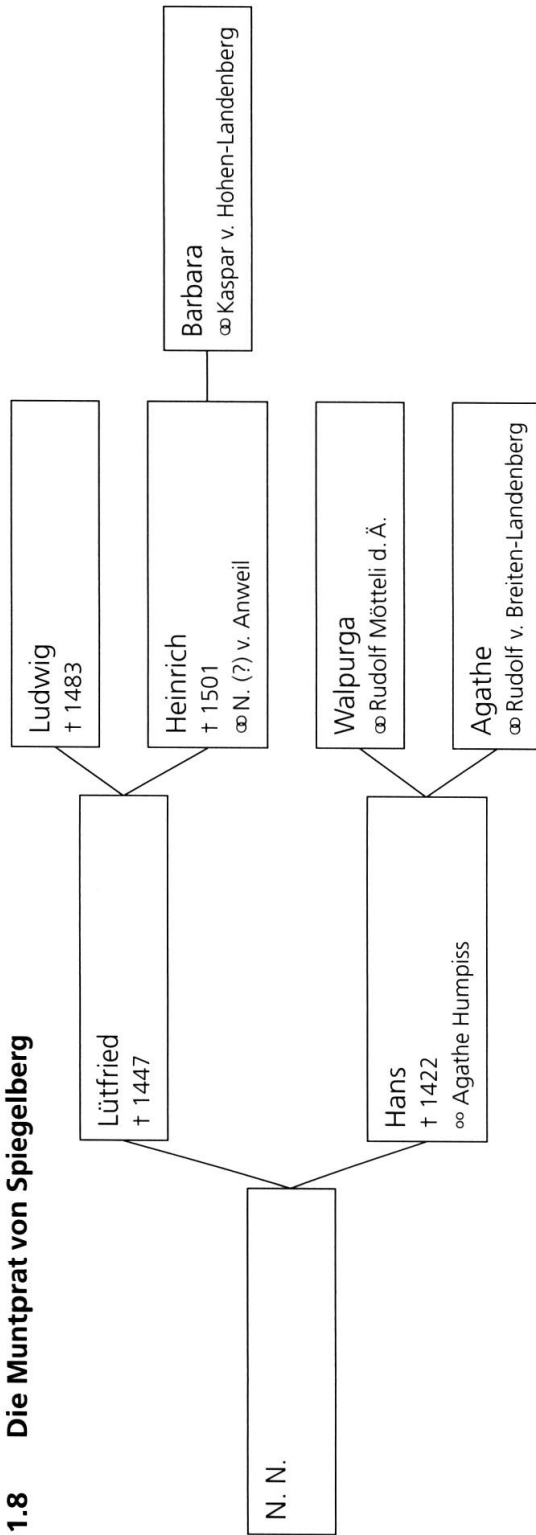 1.8 Die Muntprat von Spiegelberg
N. N.
Lütfried
† 1447
Hans
† 1422
⚭ Agathe Humpiss
Ludwig
† 1483
Heinrich
† 1501
⚭ N. (?) v. Anweil
Walpurga
⚭ Rudolf Mötteli d. Ä.
Agathe
⚭ Rudolf v. Breiten-Landenberg
Barbara
⚭ Kaspar v. Hohen-Landenberg